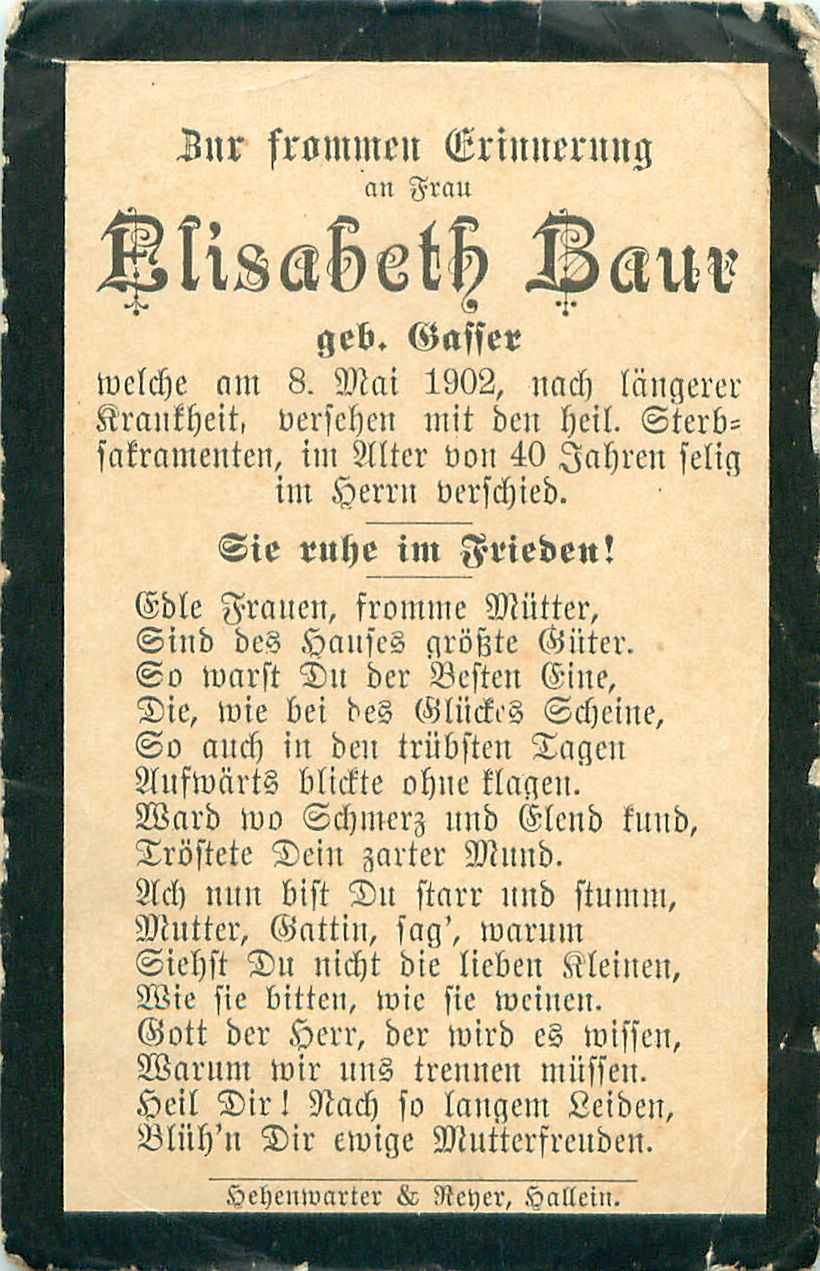 Zur frommen Erinnerung
an Frau
Elisabeth Baur
geb. Gasser
welche am 8. Mai 1902, nach längerer
Krankheit, versehen mit den heil. Sterb-
sakramenten, im Alter von 40 Jahren selig
im Herrn verschied.
Sie ruhe im Frieden!
Edle Frauen, fromme Mütter,
Sind des Hauses größte Güter.
So warst Du der Besten Eine,
Die, wie bei des Glückes Scheine,
So auch in den trübsten Tagen
Aufwärts blickte ohne klagen.
Ward wo Schmerz und Elend kund,
Tröstete Dein zarter Mund.
Ach nun bist Du starr und stumm,
Mutter, Gattin, sag', warum
Siehst Du nicht die lieben Kleinen,
Wie sie bitten, wie sie weinen.
Gott der Herr, der wird es wissen,
Warum wir uns trennen müssen.
Heil Dir! Nach so langem Leiden,
Blüh'n Dir ewige Mutterfreuden.
Hehenwarter & Reyer, Hallein.